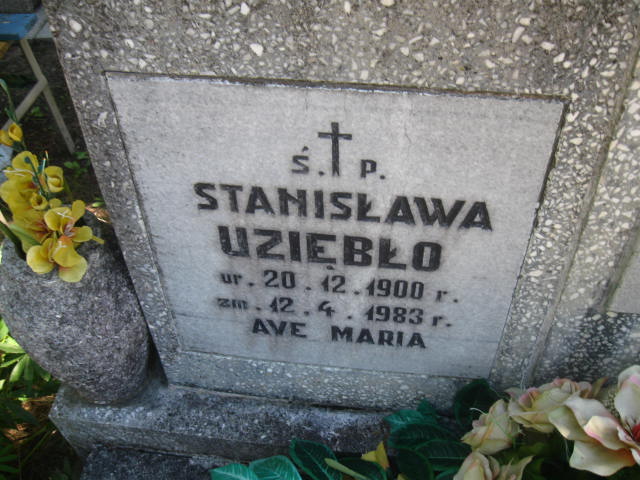 Ś. P.
STANISŁAWA
UZIĘBŁO
ur. 20. 12. 1900 r.
zm. 12. 4. 1983 r.
AVE MARIA